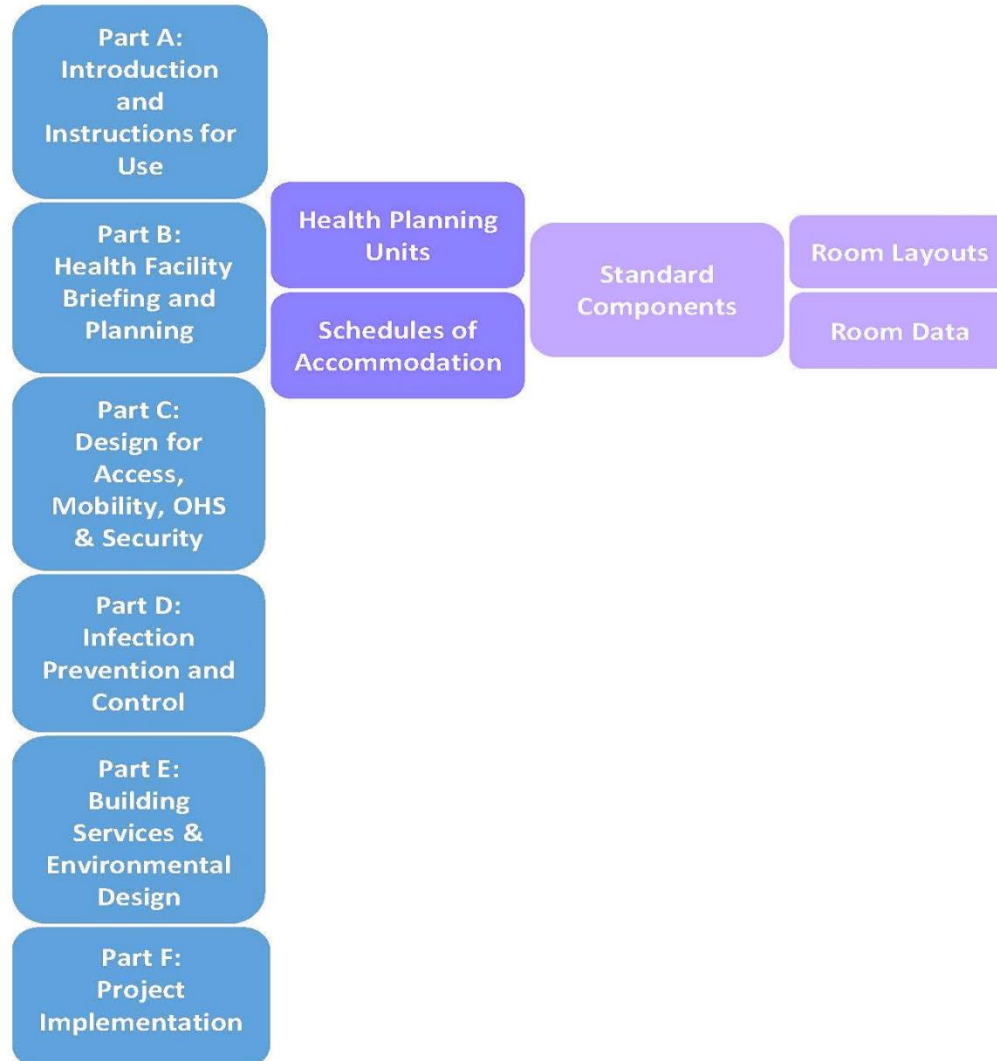 Part A:
Introduction
and
Instructions for
Use
Part B:
Health Facility
Briefing and
Planning
Health Planning
Units
Schedules of
Accommodation
Standard
Components
Room Layouts
Room Data
Part C:
Design for
Access,
Mobility, OHS
& Security
Part D:
Infection
Prevention and
Control
Part E:
Building
Services &
Environmental
Design
Part F:
Project
Implementation